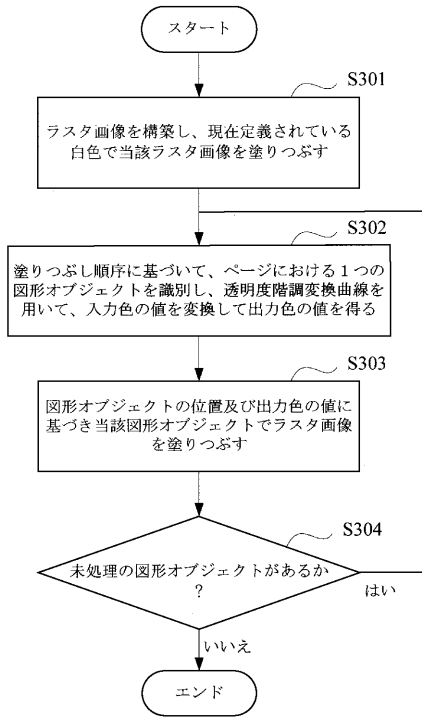 スタート
S301
ラスタ画像を構築し、現在定義されている
白色で当該ラスタ画像を塗りつぶす
S302
塗りつぶし順序に基づいて、ページにおける１つの
図形オブジェクトを識別し、透明度階調変換曲線を
用いて、入力色の値を変換して出力色の値を得る
S303
図形オブジェクトの位置及び出力色の値に
基づき当該図形オブジェクトでラスタ画像
を塗りつぶす
S304
未処理の図形オブジェクトがあるか
？
はい
いいえ
エンド